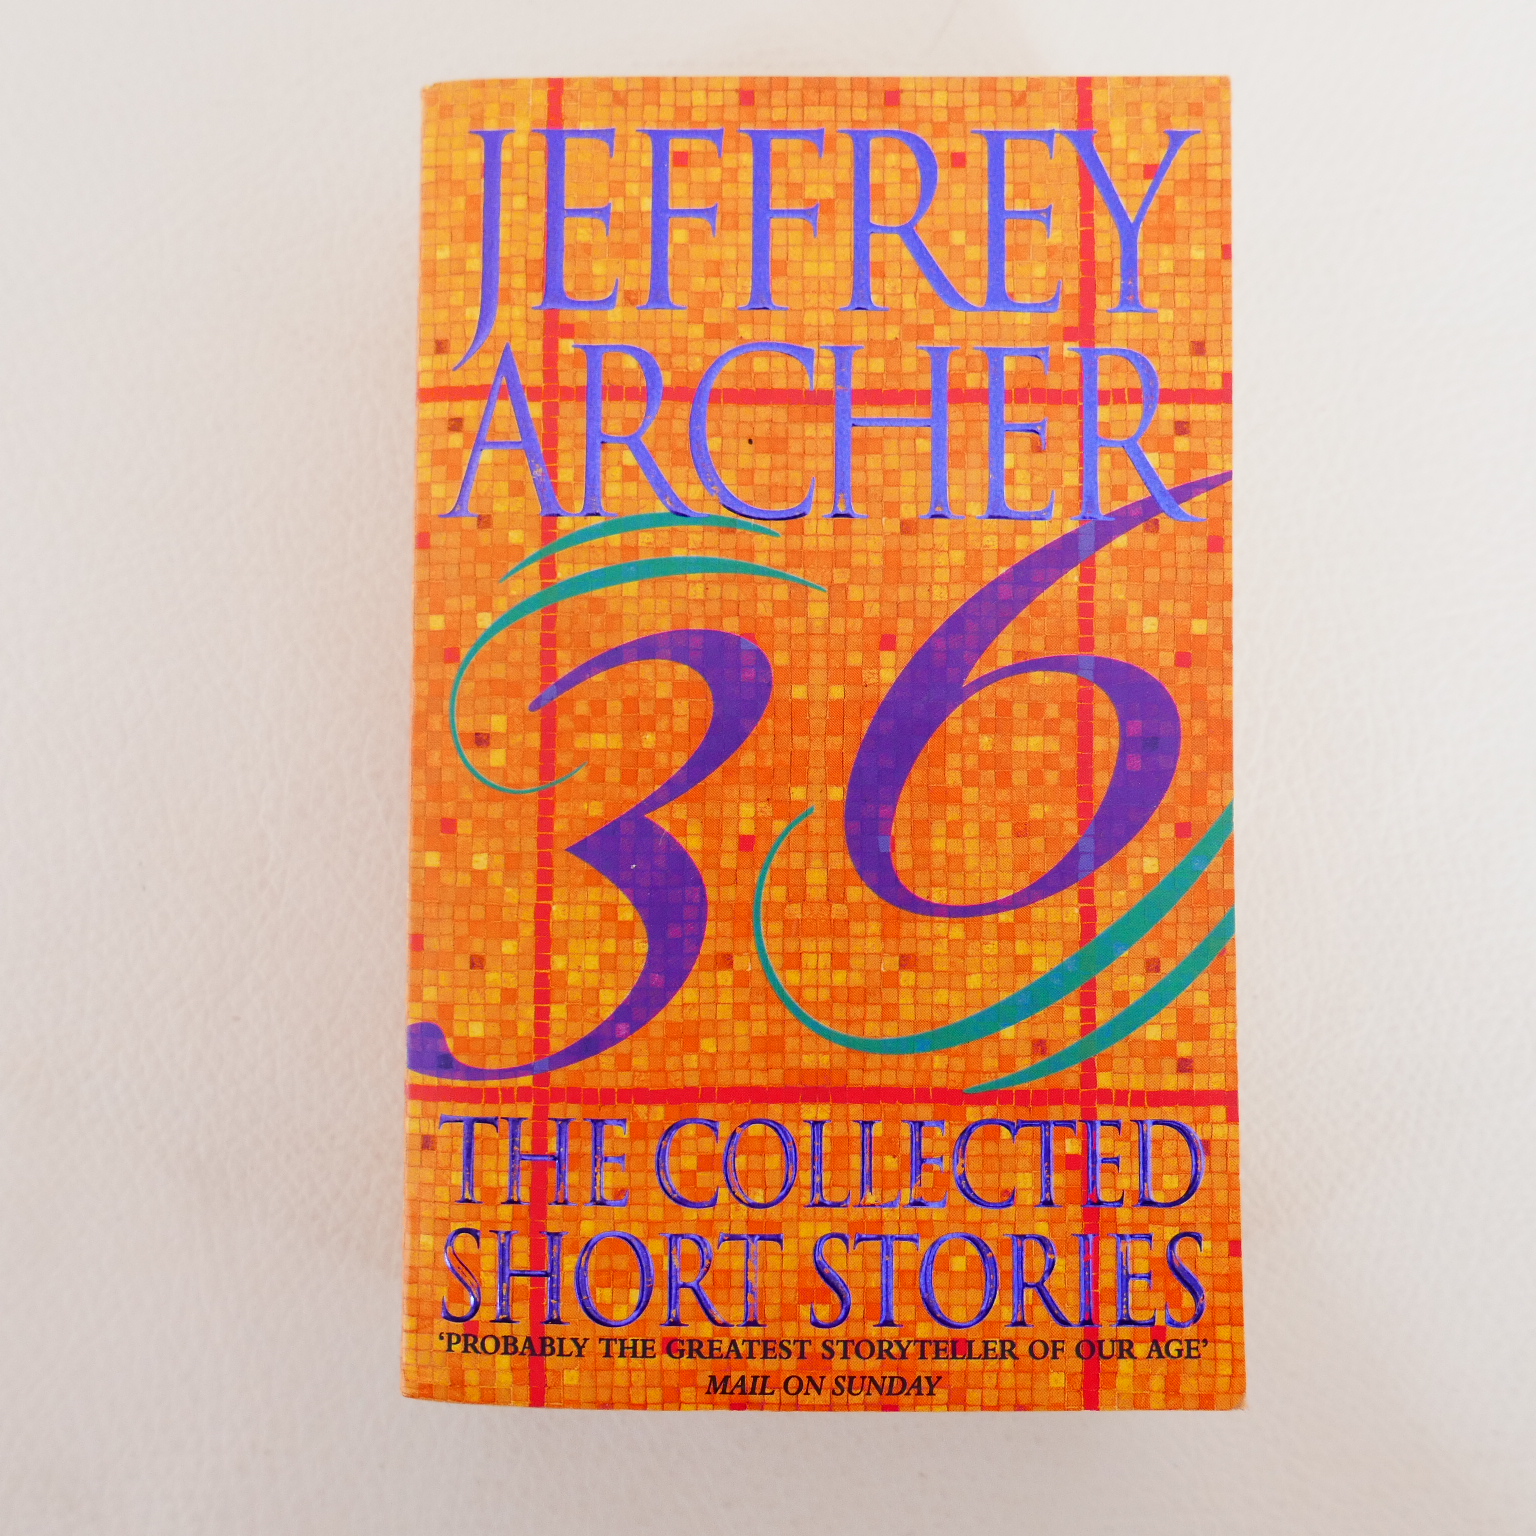 JEFFREY
ARCHER
36
THE COLLECTED
SHORT STORIES
‘PROBABLY THE GREATEST STORYTELLER OF OUR AGE’
MAIL ON SUNDAY